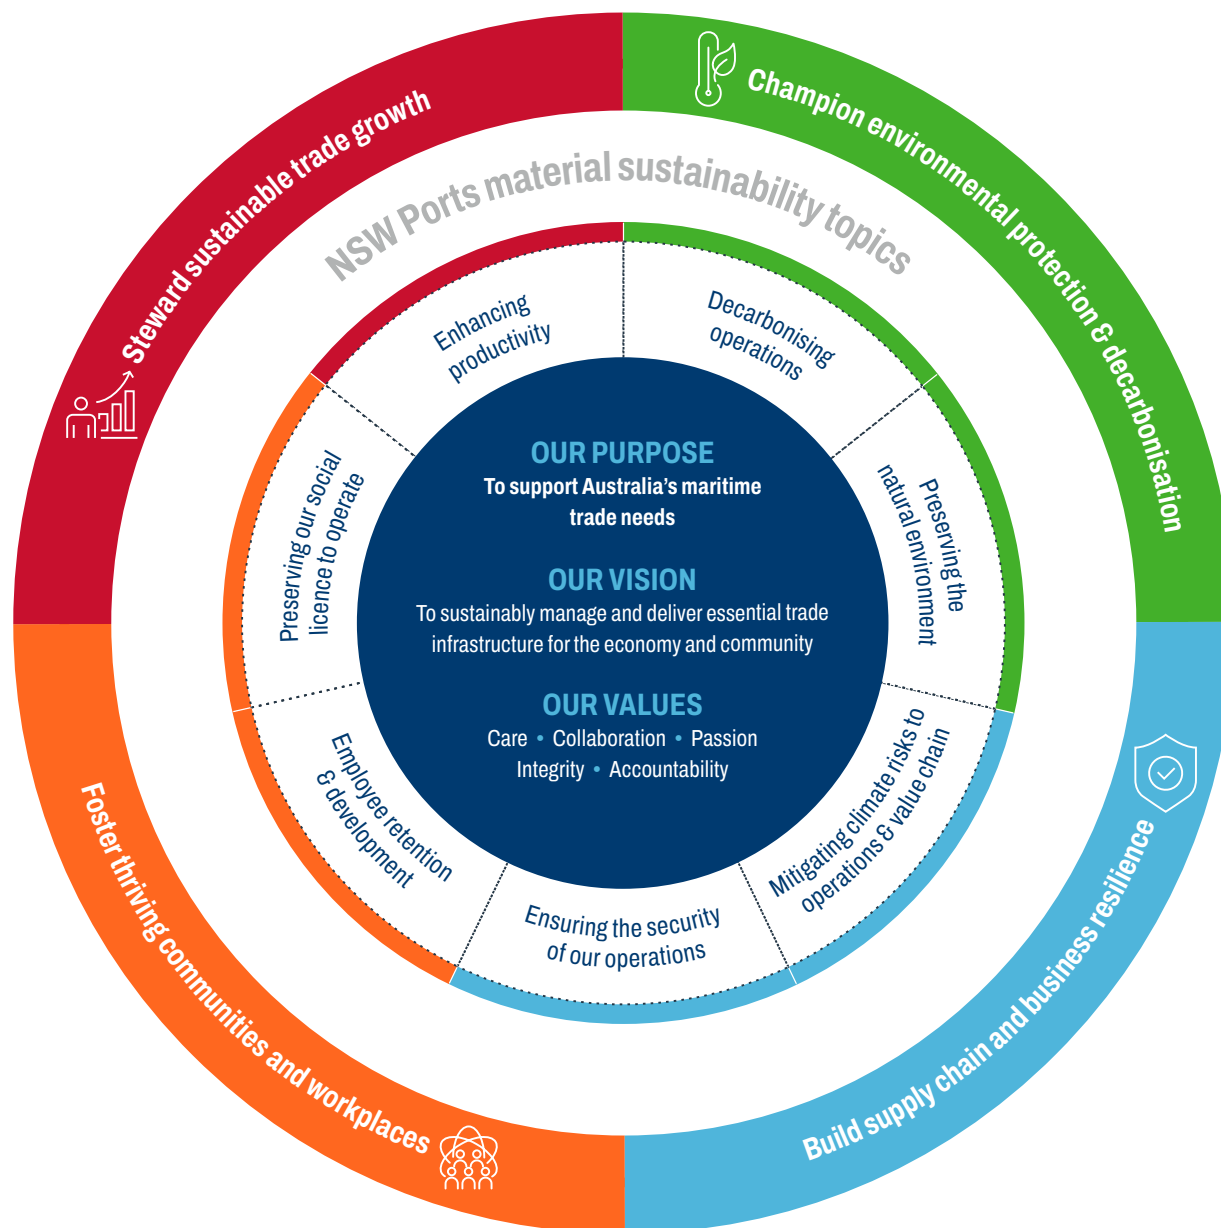 Steward sustainable trade growth
Champion environmental protection & decarbonisation
NSW Ports material sustainability topics
Enhancing
productivity
Decarbonising
operations
Preserving the
natural environment
Mitigating climate risks to
operations & value chain
Ensuring the security
of our operations
Employee retention
& development
Preserving our social
licence to operate
OUR PURPOSE
To support Australia’s maritime
trade needs
OUR VISION
To sustainably manage and deliver essential trade
infrastructure for the economy and community
OUR VALUES
Care • Collaboration • Passion
Integrity • Accountability
Foster thriving communities and workplaces
Build supply chain and business resilience